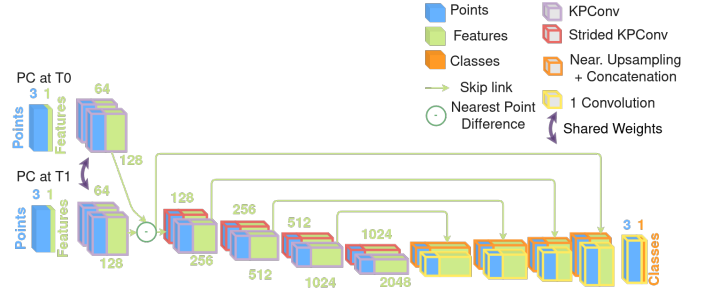 Points
KPConv
Features
Strided KPConv
Classes
Near. Upsampling
+ Concatenation
Skip link
1 Convolution
Nearest Point
Difference
Shared Weights
-
PC at T0
3 1
64
Points
Features
128
PC at T1
3 1
64
Points
Features
128
-
128
256
256
512
512
1024
1024
2048
3 1
Classes